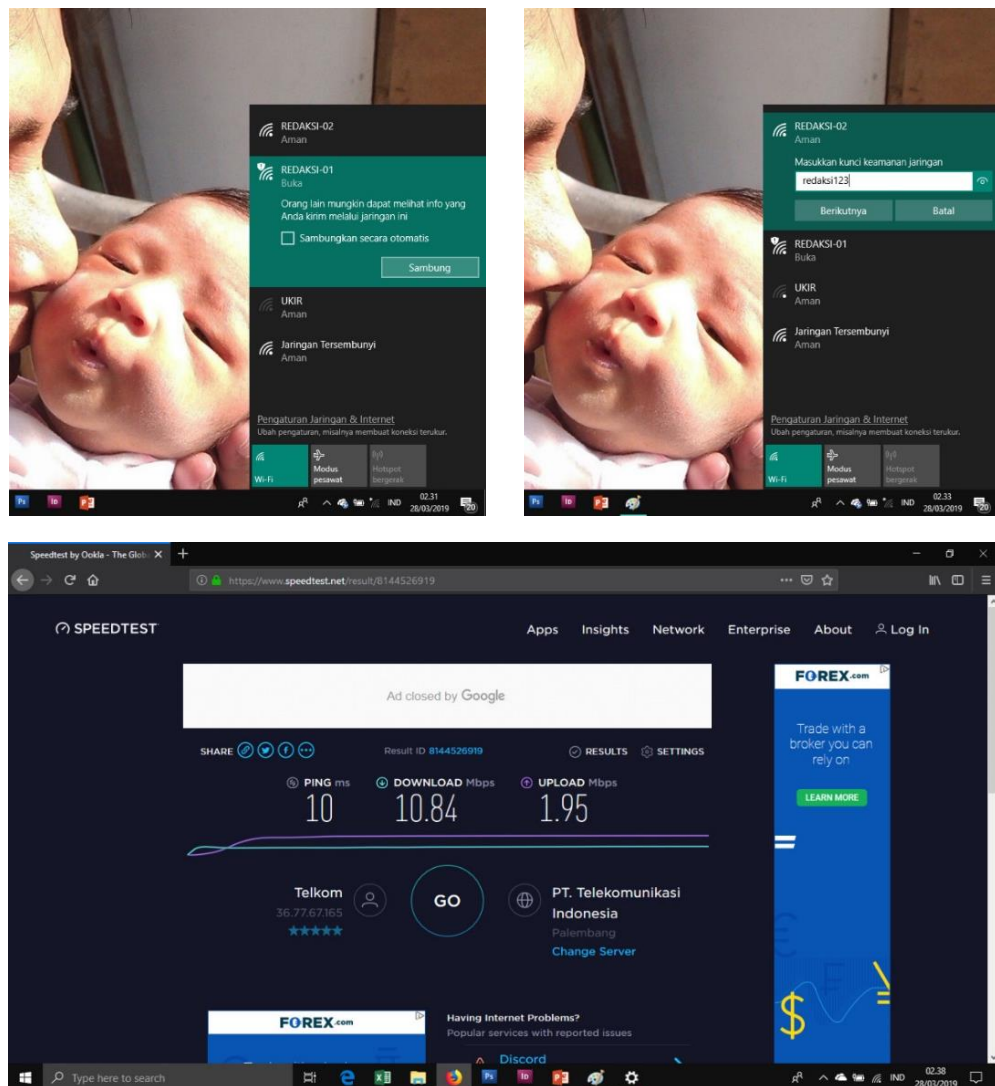 REDAKSI-02
Aman
REDAKSI-01
Buka
Orang lain mungkin dapat melihat info yang
Anda kirim melalui jaringan ini
Sambungkan secara otomatis
Sambung
UKIR
Aman
Jaringan Tersembunyi
Aman
Pengaturan Jaringan & Internet
Ubah pengaturan, misalnya membuat koneksi terukur.
Wi-Fi
Modus
pesawat
Hotspot
bergerak
Ps
Id
IND
02.31
28/03/2019
20
REDAKSI-02
Aman
Masukkan kunci keamanan jaringan
redaksi123
Berikutnya Batal
REDAKSI-01
Buka
UKIR
Aman
Jaringan Tersembunyi
Aman
Pengaturan Jaringan & Internet
Ubah pengaturan, misalnya membuat koneksi terukur.
Wi-Fi
Modus
pesawat
Hotspot
bergerak
Ps
Id
IND
02.33
28/03/2019
20
Speedtest by Ookla - The Glob
https://www.speedtest.net/result/8144526919
SPEEDTEST
Apps Insights Network Enterprise About Log In
Ad closed by Google
SHARE Result ID 8144526919 RESULTS SETTINGS
PING ms DOWNLOAD Mbps UPLOAD Mbps
10 10.84 1.95
Telkom
36.77.67.165
GO
PT. Telekomunikasi
Indonesia
Palembang
Change Server
FOREX.com
Trade with a
broker you can
rely on
LEARN MORE
FOREX.com
Having Internet Problems?
Popular services with reported issues
Discord
Type here to search
Ps
Id
IND
02.38
28/03/2019